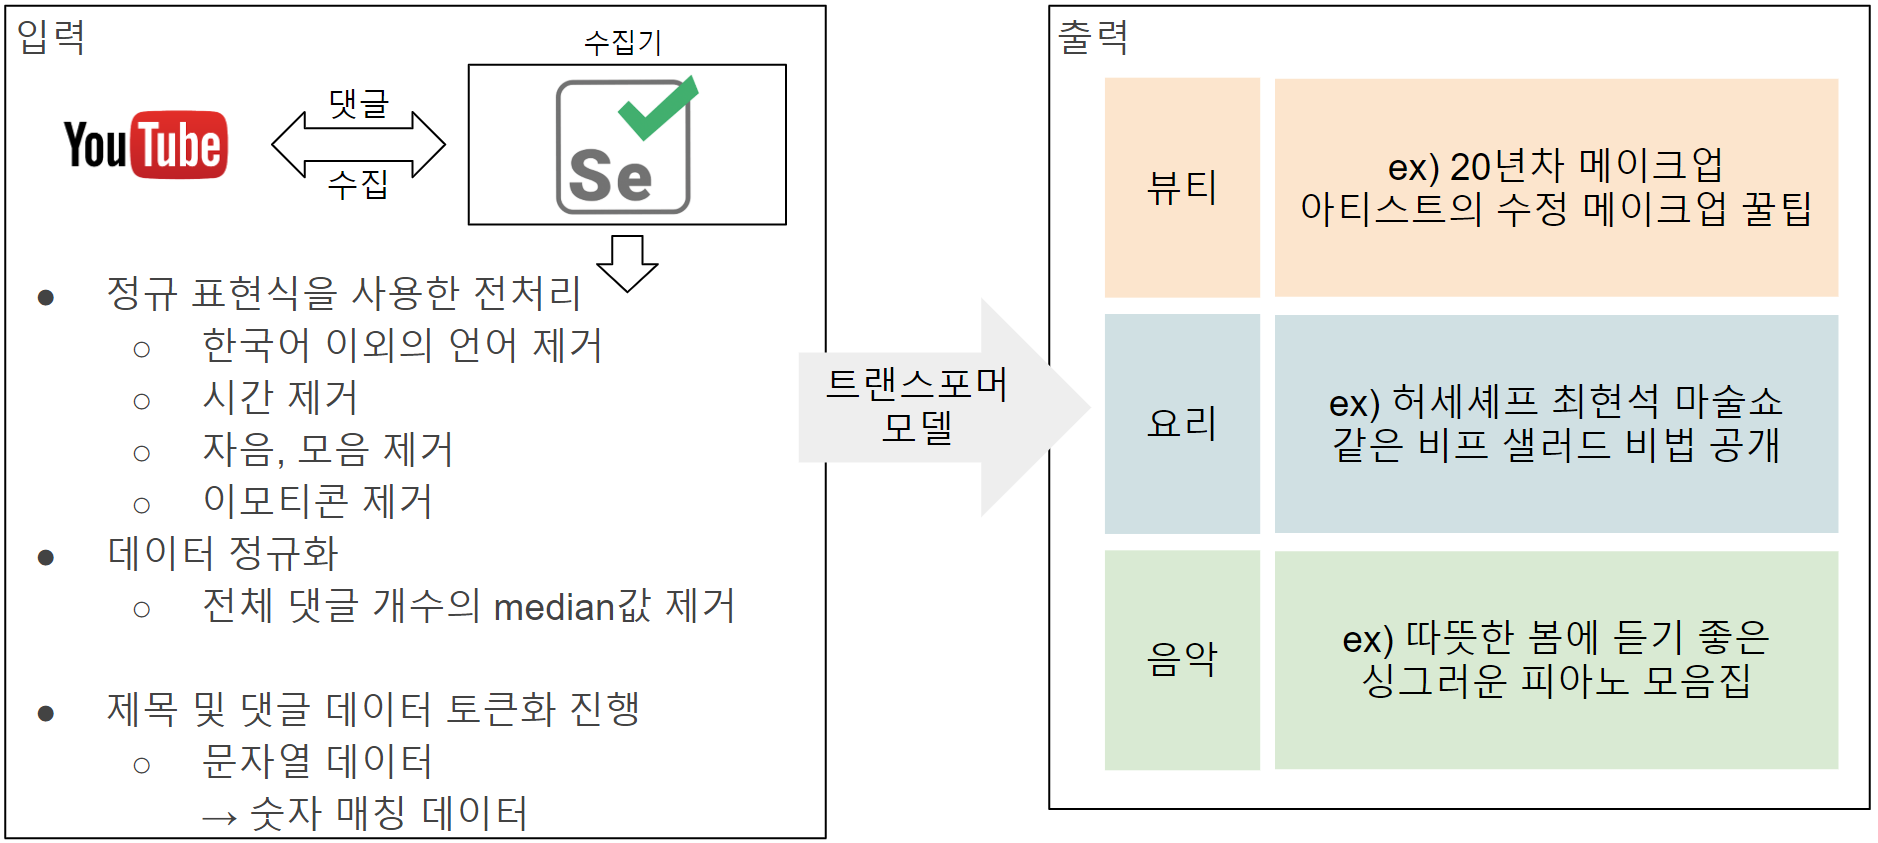 입력
수집기
YouTube
댓글
수집
Se
● 정규 표현식을 사용한 전처리
○ 한국어 이외의 언어 제거
○ 시간 제거
○ 자음, 모음 제거
○ 이모티콘 제거
● 데이터 정규화
○ 전체 댓글 개수의 median값 제거
● 제목 및 댓글 데이터 토큰화 진행
○ 문자열 데이터
→ 숫자 매칭 데이터
트랜스포머
모델
출력
뷰티
ex) 20년차 메이크업
아티스트의 수정 메이크업 꿀팁
요리
ex) 허세셰프 최현석 마술쇼
같은 비프 샐러드 비법 공개
음악
ex) 따뜻한 봄에 듣기 좋은
싱그러운 피아노 모음집